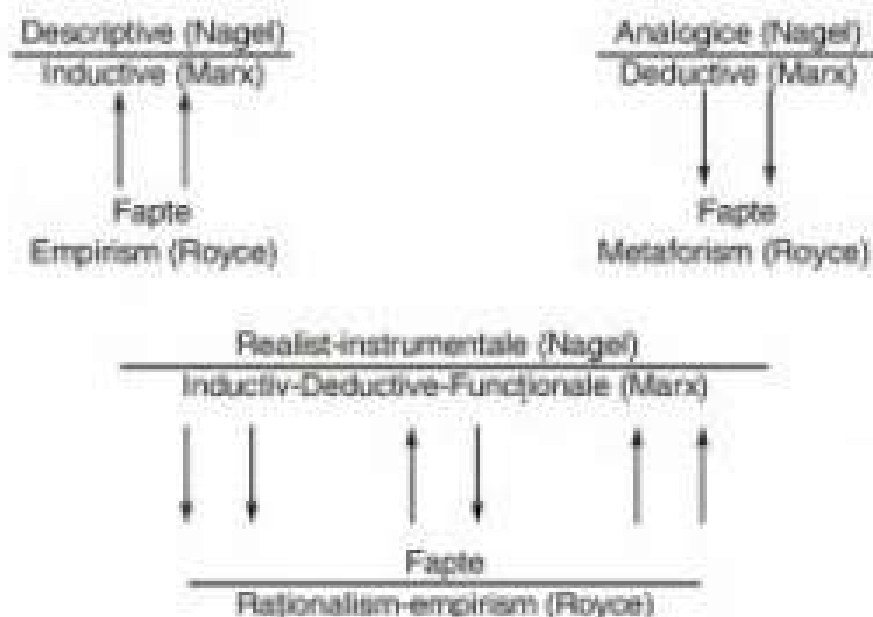 Descriptive (Nagel)
Inductive (Marx)
Fapte
Empirism (Royce)
Analogice (Nagel)
Deductive (Marx)
Fapte
Metaforism (Royce)
Realist-instrumentale (Nagel)
Inductiv-Deductive-Funcționale (Marx)
Fapte
Raționalism-empirism (Royce)